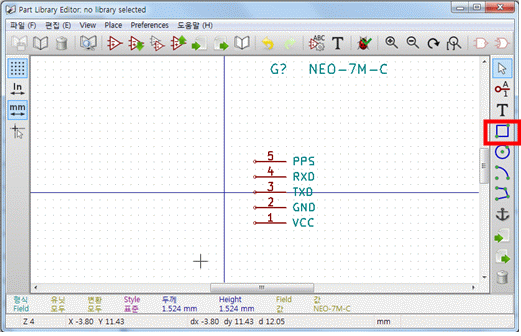 Part Library Editor: no library selected
파일 (F) 편집 (E) View Place Preferences 도움말 (H)
ABC T
In
mm
A
1
T
G? NEO-7M-C
5 PPS
4 RXD
3 TXD
2 GND
1 VCC
형식 유닛 변환 Style 두께 Height Field 값
Field 모두 모두 표준 1.524 mm 1.524 mm 값 NEO-7M-C
Z 4 X -3.80 Y 11.43 dx -3.80 dy 11.43 d 12.05 mm